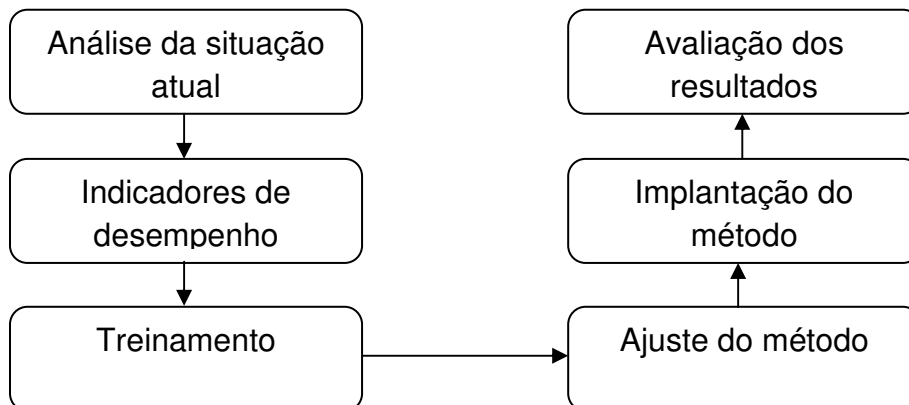 Análise da situação
atual
Indicadores de
desempenho
Treinamento
Ajuste do método
Implantação do
método
Avaliação dos
resultados